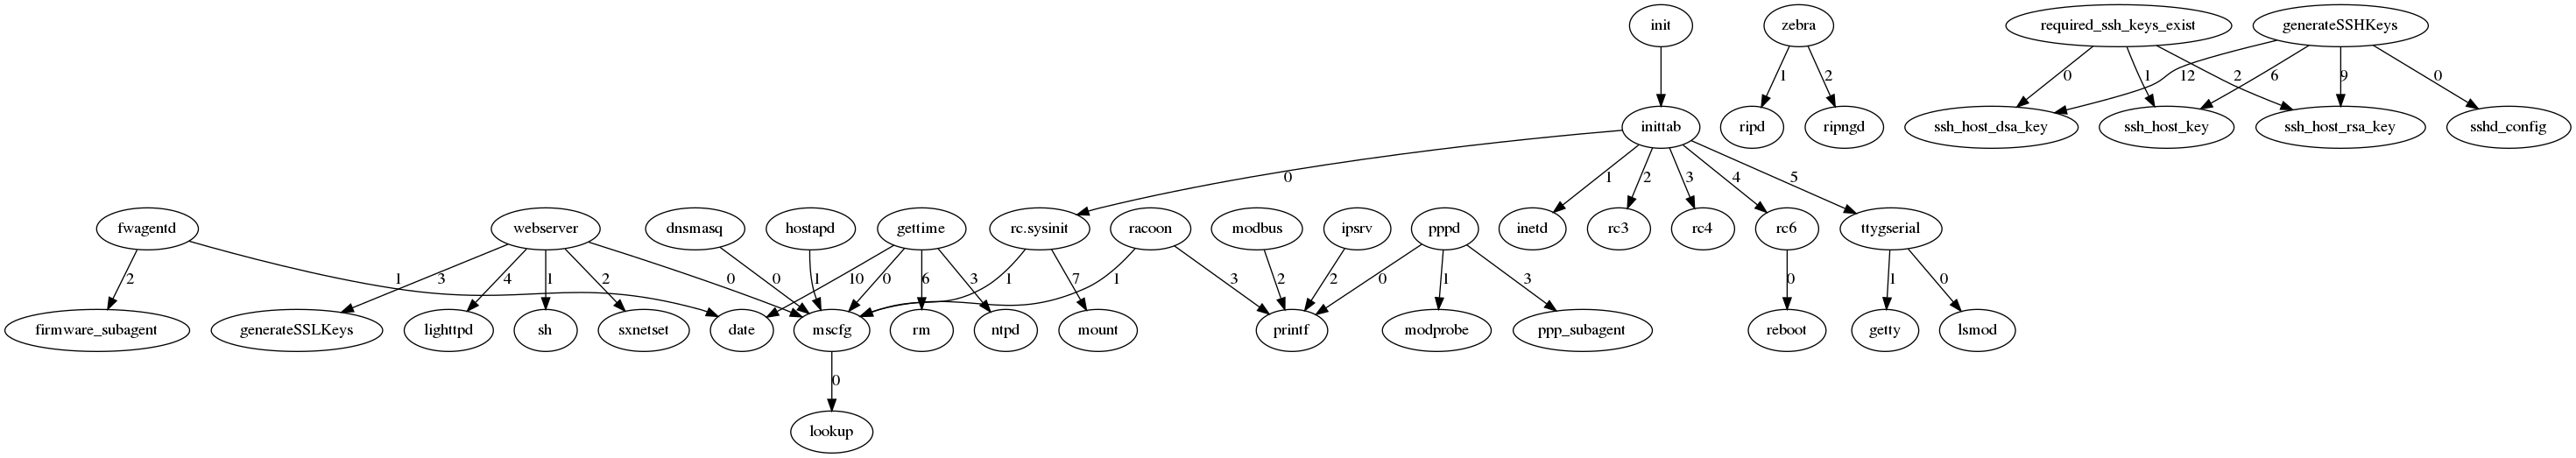 init
zebra
required_ssh_keys_exist
generateSSHKeys
1
2
0
1
2
12
6
9
0
inittab
ripd
ripngd
ssh_host_dsa_key
ssh_host_key
ssh_host_rsa_key
sshd_config
0
1
2
3
4
5
fwagentd
webserver
dnsmasq
hostapd
gettime
rc.sysinit
racoon
modbus
ipsrv
pppd
inetd
rc3
rc4
rc6
ttygserial
2
1
3
4
1
2
0
0
1
10
0
6
3
1
7
1
3
2
2
0
1
3
0
1
0
firmware_subagent
generateSSLKeys
lighttpd
sh
sxnetset
date
mscfg
rm
ntpd
mount
printf
modprobe
ppp_subagent
reboot
getty
lsmod
0
lookup